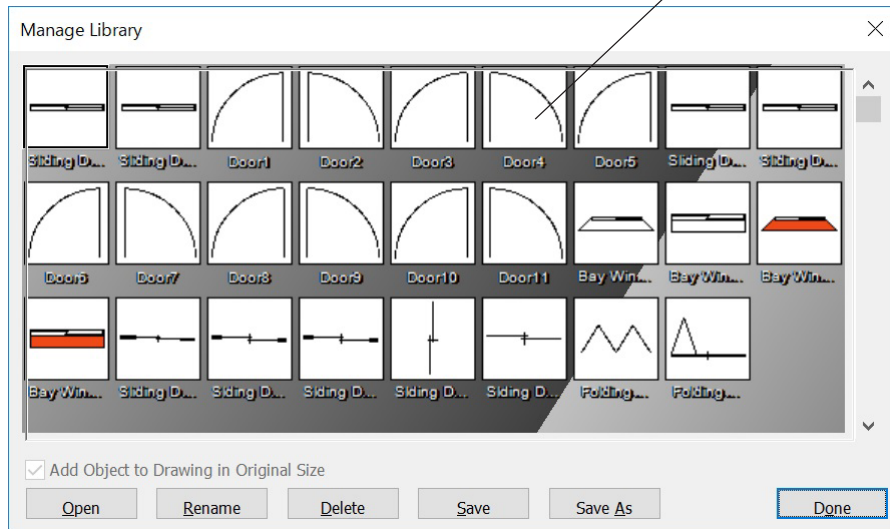 Manage Library
Sliding D... Sliding D... Door1 Door2 Door3 Door4 Door5 Sliding D... Sliding D...
Door6 Door7 Door8 Door9 Door10 Door11 Bay Win... Bay Win... Bay Win...
Bay Win... Sliding D... Sliding D... Sliding D... Sliding D... Sliding D... Folding... Folding...
Add Object to Drawing in Original Size
Open Rename Delete Save Save As Done